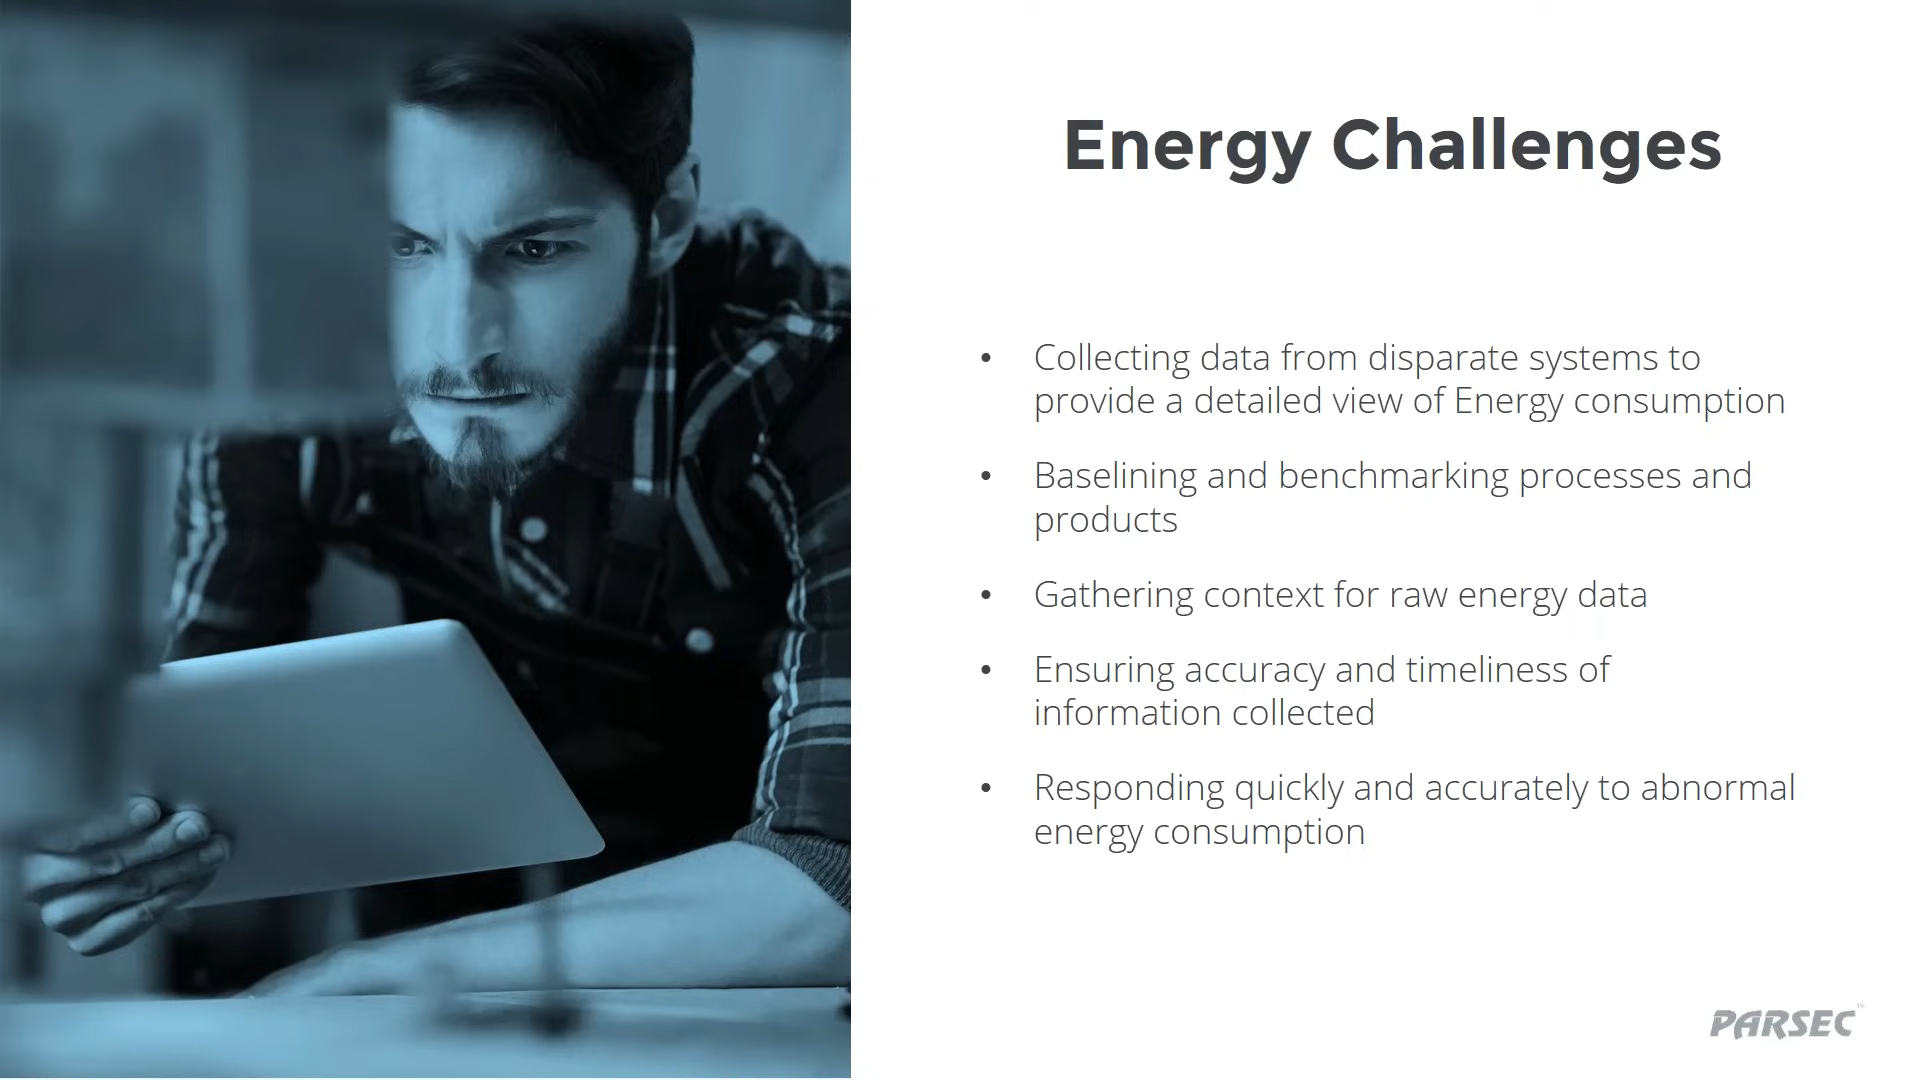 Energy Challenges
• Collecting data from disparate systems to
provide a detailed view of Energy consumption
• Baselining and benchmarking processes and
products
• Gathering context for raw energy data
• Ensuring accuracy and timeliness of
information collected
• Responding quickly and accurately to abnormal
energy consumption
PARSEC